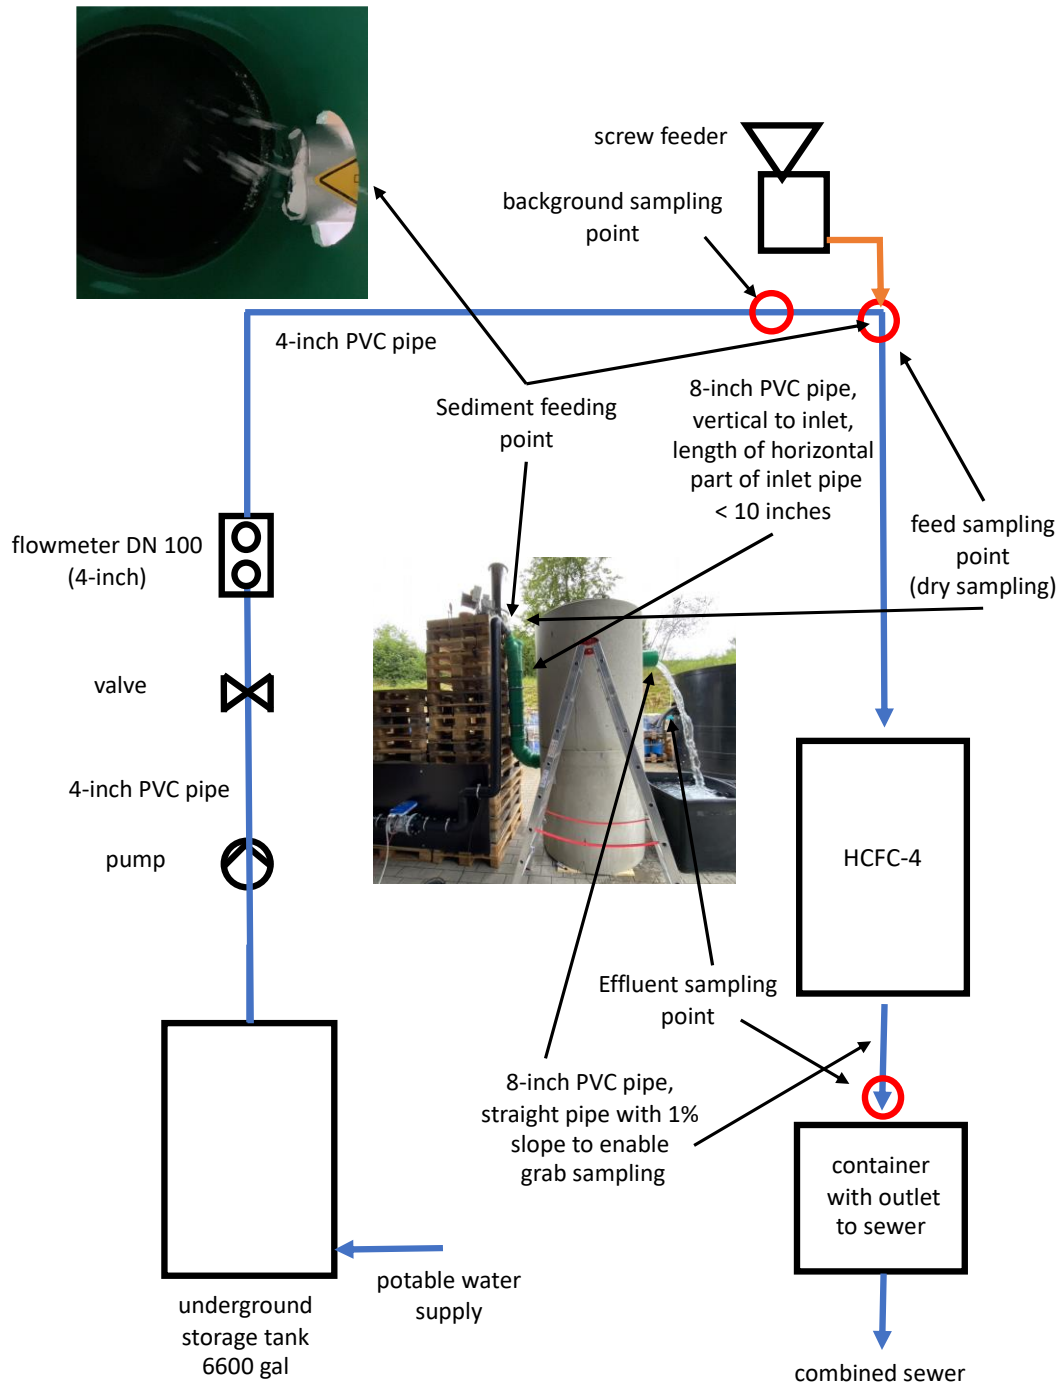 screw feeder
background sampling
point
4-inch PVC pipe
Sediment feeding
point
8-inch PVC pipe,
vertical to inlet,
length of horizontal
part of inlet pipe
< 10 inches
flowmeter DN 100
(4-inch)
feed sampling
point
(dry sampling)
valve
4-inch PVC pipe
pump
HCFC-4
Effluent sampling
point
8-inch PVC pipe,
straight pipe with 1%
slope to enable
grab sampling
container
with outlet
to sewer
potable water
supply
underground
storage tank
6600 gal
combined sewer